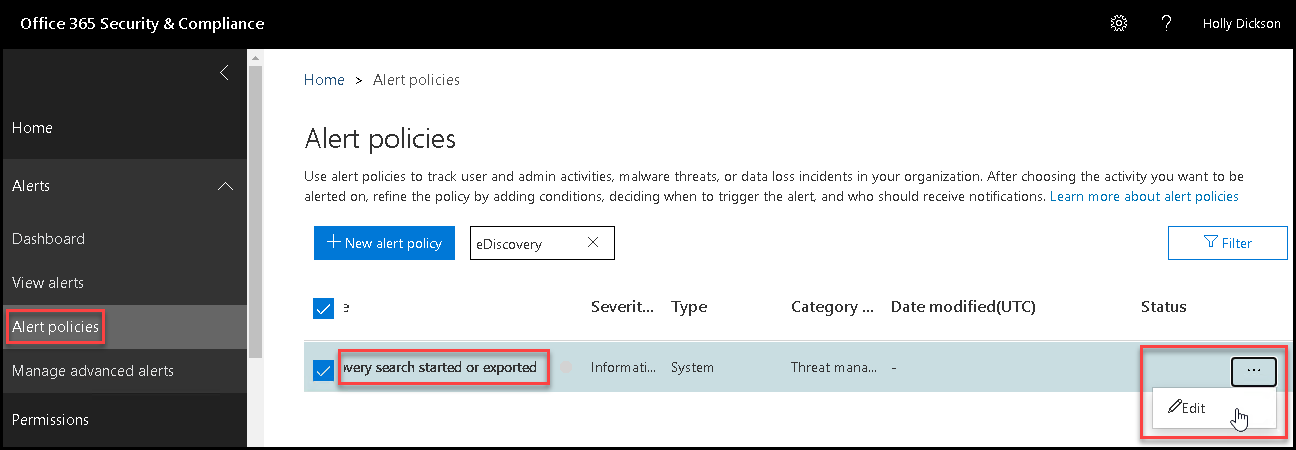 Office 365 Security & Compliance
? Holly Dickson
Home
Alerts
Dashboard
View alerts
Alert policies
Manage advanced alerts
Permissions
Home > Alert policies
Alert policies
Use alert policies to track user and admin activities, malware threats, or data loss incidents in your organization. After choosing the activity you want to be
alerted on, refine the policy by adding conditions, deciding when to trigger the alert, and who should receive notifications. Learn more about alert policies
+ New alert policy eDiscovery Filter
e Severit... Type Category ... Date modified(UTC) Status
very search started or exported Informati... System Threat mana... - ...
Edit